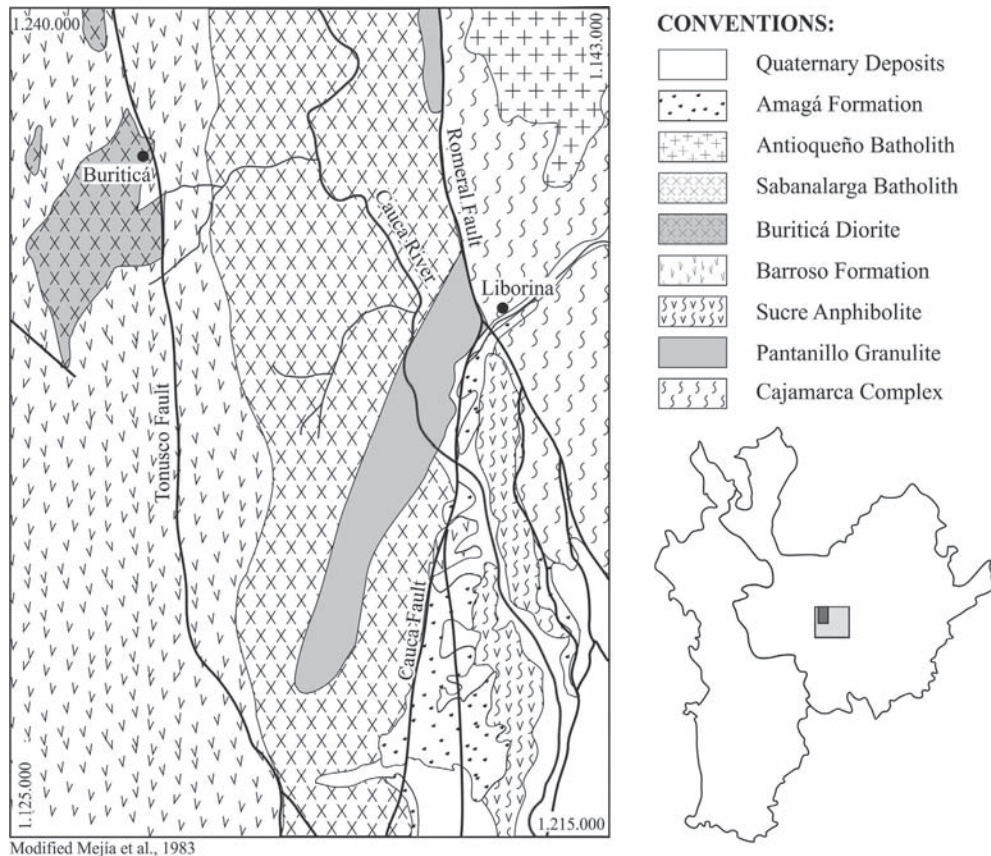 1.240.000
1.143.000
Buriticá
Romeral Fault
Cauca River
Liborina
Tonusco Fault
Cauca Fault
1.125.000
1.215.000
Modified Mejía et al., 1983
CONVENTIONS:
Quaternary Deposits
Amagá Formation
Antioqueño Batholith
Sabanalarga Batholith
Buriticá Diorite
Barroso Formation
Sucre Anphibolite
Pantanillo Granulite
Cajamarca Complex